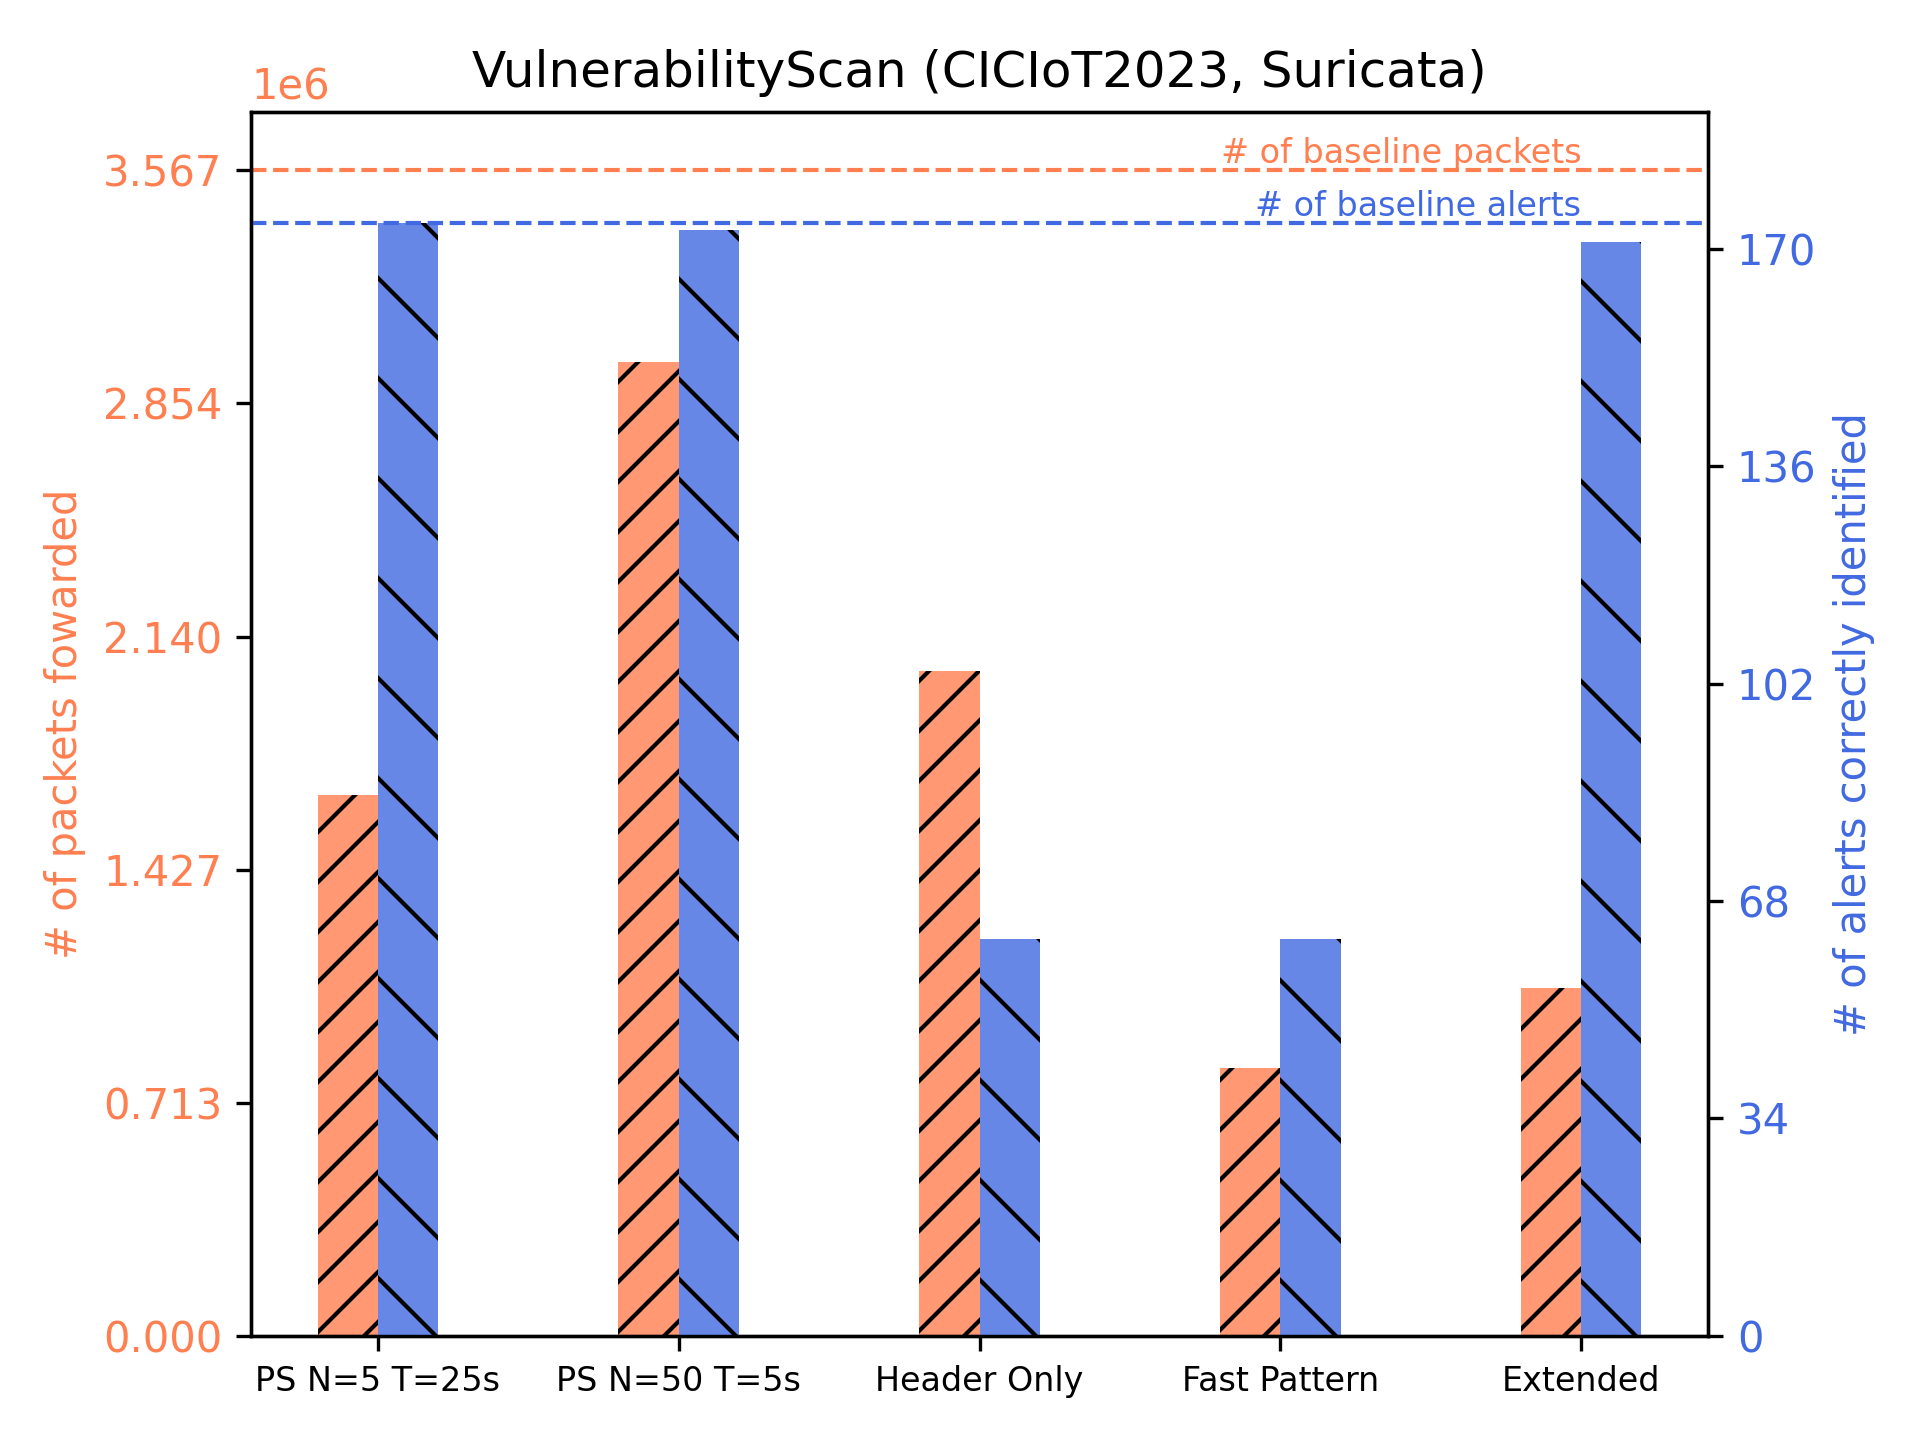 VulnerabilityScan (CICIoT2023, Suricata)
1e6
# of baseline packets
# of baseline alerts
3.567
2.854
2.140
1.427
0.713
0.000
# of packets fowarded
170
136
102
68
34
0
# of alerts correctly identified
PS N=5 T=25s
PS N=50 T=5s
Header Only
Fast Pattern
Extended